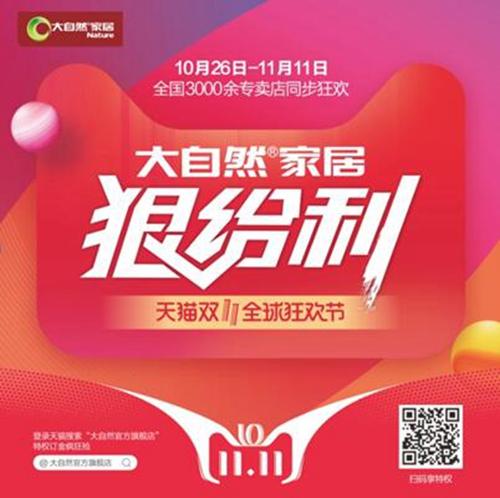 大自然®家居
Nature
10月26日-11月11日
全国3000余专卖店同步狂欢
大自然®家居
狠给利
天猫双11全球狂欢节
登录天猫搜索“大自然官方旗舰店”
特权订金疯狂抢
@大自然官方旗舰店
10
11.11
扫码享特权